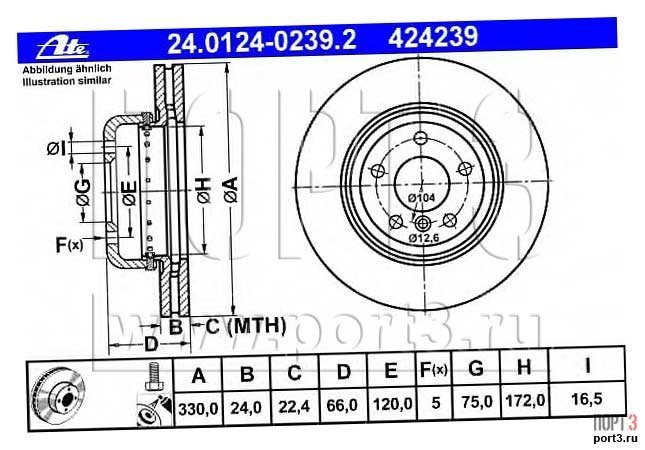 Ate 24.0124-0239.2 424239
Abbildung ähnlich
Illustration similar
ØI
ØG
ØE
ØH
ØA
F(x)
Ø104
Ø12,6
B C (MTH)
D
PORT3
www.port3.ru
A B C D E F(x) G H I
330,0 24,0 22,4 66,0 120,0 5 75,0 172,0 16,5
ПОРТ3
port3.ru